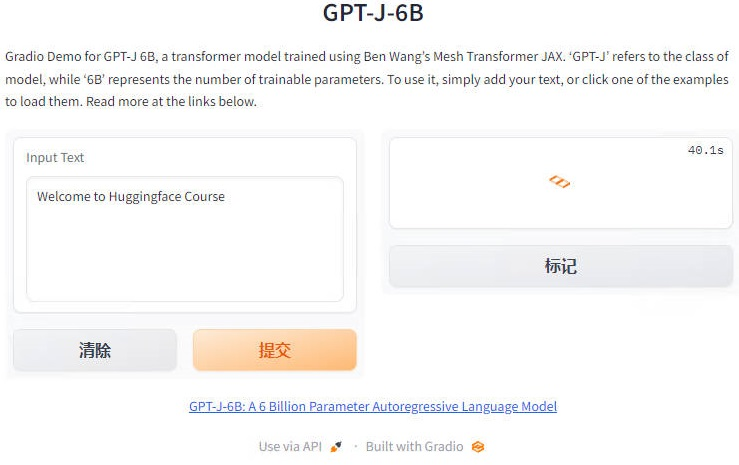 GPT-J-6B
Gradio Demo for GPT-J 6B, a transformer model trained using Ben Wang’s Mesh Transformer JAX. ‘GPT-J’ refers to the class of
model, while ‘6B’ represents the number of trainable parameters. To use it, simply add your text, or click one of the examples
to load them. Read more at the links below.
Input Text
Welcome to Huggingface Course
清除
提交
40.1s
标记
GPT-J-6B: A 6 Billion Parameter Autoregressive Language Model
Use via API · Built with Gradio